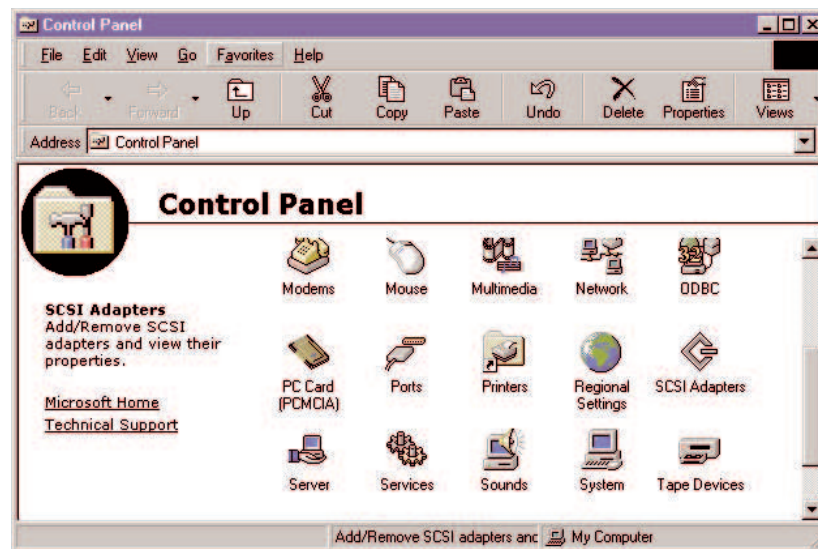 Control Panel
File Edit View Go Favorites Help
Back Forward Up Cut Copy Paste Undo Delete Properties Views
Address Control Panel
Control Panel
Modems Mouse Multimedia Network 32 ODBC
SCSI Adapters
Add/Remove SCSI
adapters and view their
properties.
Microsoft Home
Technical Support
PC Card
(PCMCIA)
Ports Printers Regional
Settings
SCSI Adapters
Server Services Sounds System Tape Devices
Add/Remove SCSI adapters anc My Computer